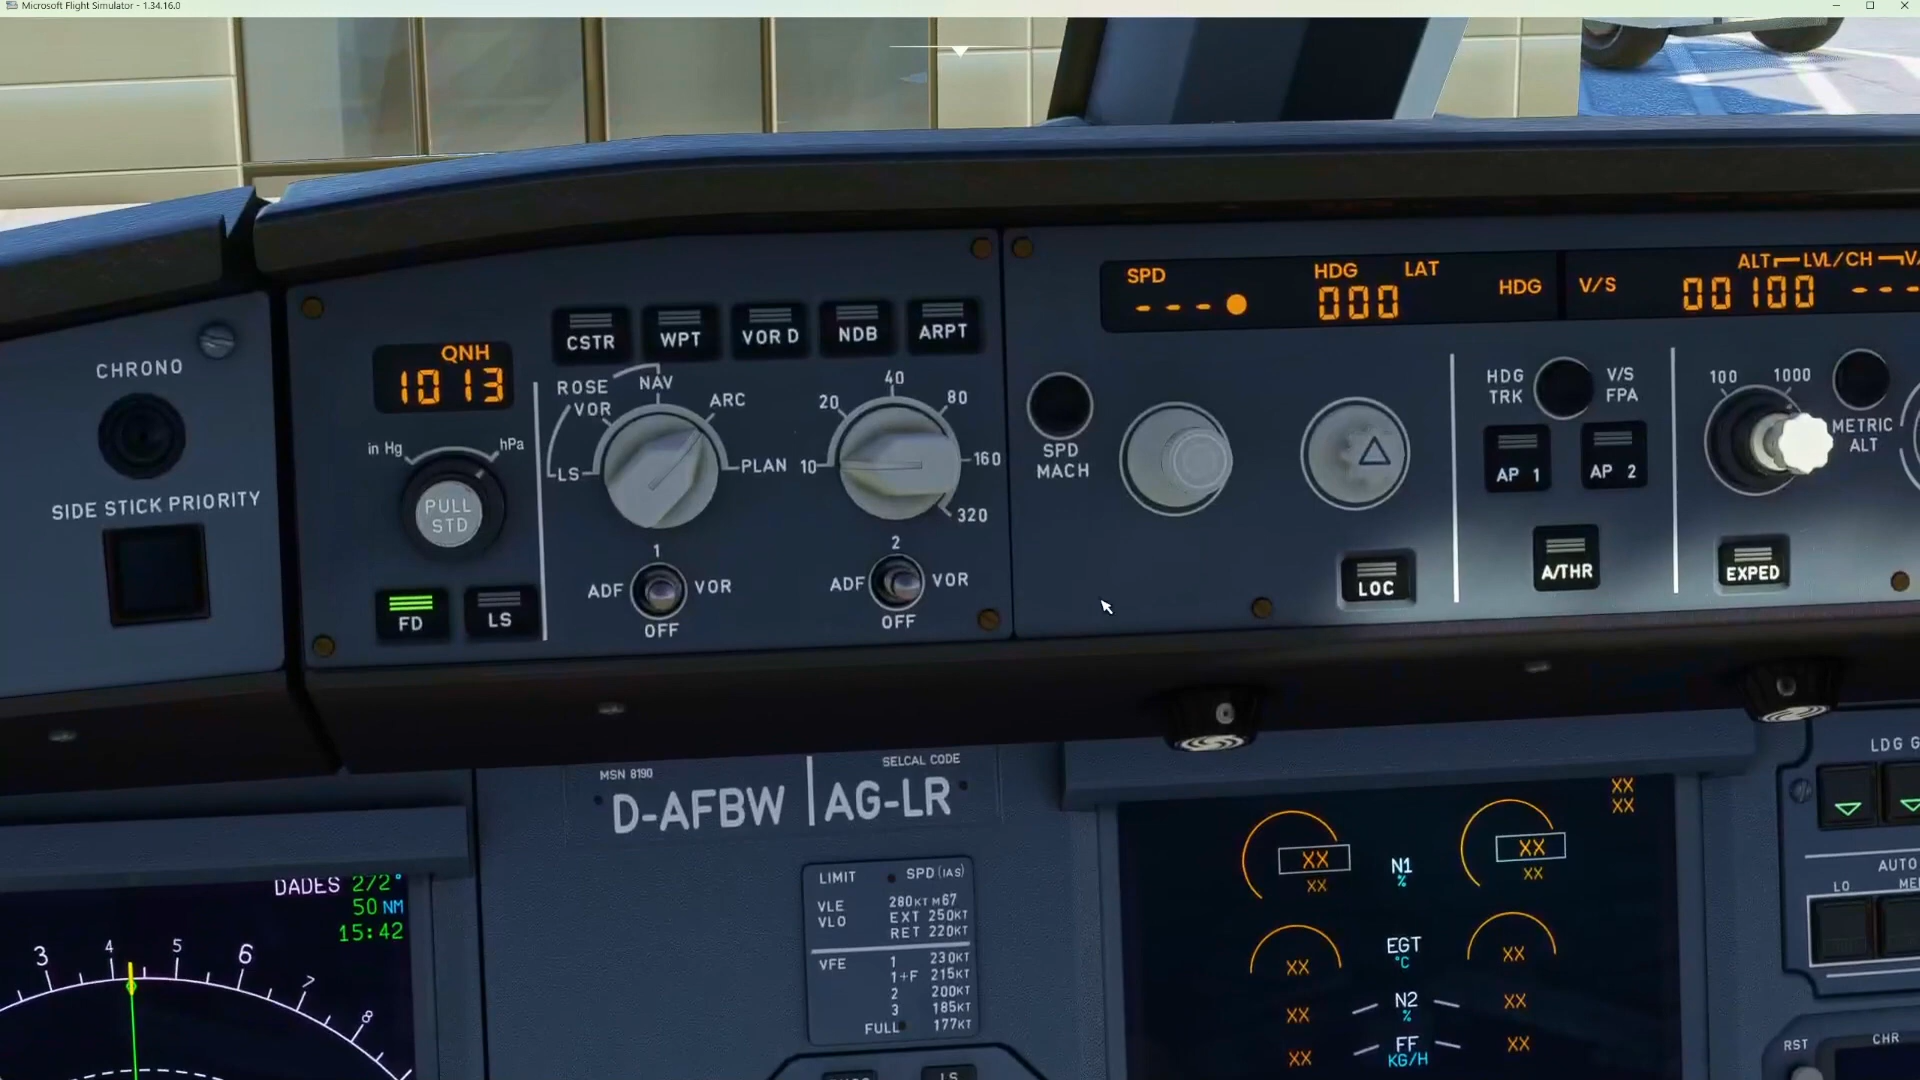 Microsoft Flight Simulator - 1.34.16.0
CHRONO
SIDE STICK PRIORITY
QNH
1013
in Hg
hPa
PULL
STD
FD
LS
CSTR
WPT
VOR D
NDB
ARPT
ROSE
NAV
VOR
ARC
LS
PLAN
10
20
40
80
160
320
1
ADF
VOR
OFF
2
ADF
VOR
OFF
SPD
HDG
LAT
---
000
HDG
V/S
ALT
LVL/CH
00100
---
SPD
MACH
LOC
HDG
TRK
V/S
FPA
AP 1
AP 2
A/THR
100
1000
METRIC
ALT
EXPED
MSN 8190
D-AFBW
SELCAL CODE
AG-LR
LIMIT SPD (IAS)
VLE 280KT M67
VLO EXT 250KT
RET 220KT
VFE 1 230KT
1+F 215KT
2 200KT
3 185KT
FULL 177KT
LS
DADES 272°
50 NM
15:42
3 4 5 6 7 8
XX
XX
XX N1 XX
XX % XX
XX EGT XX
°C
XX N2 XX
%
XX FF XX
KG/H
LDG G
AUTO
LO
RST
CHR